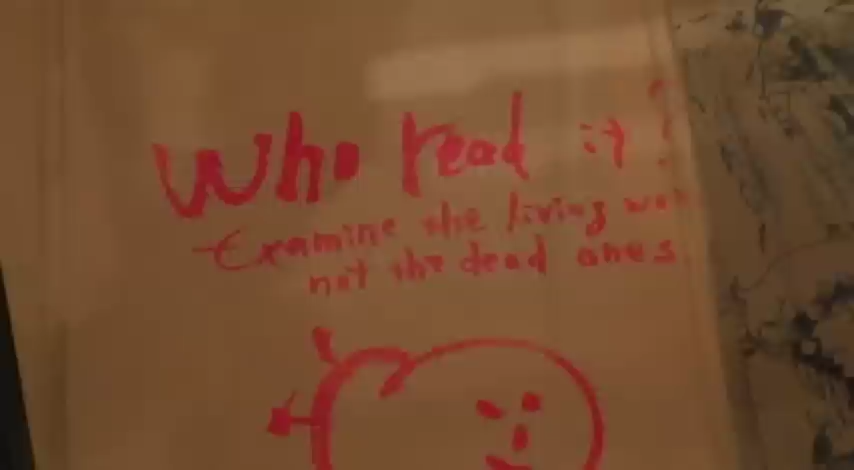 Who read it?
Examine the living
not the dead ones.